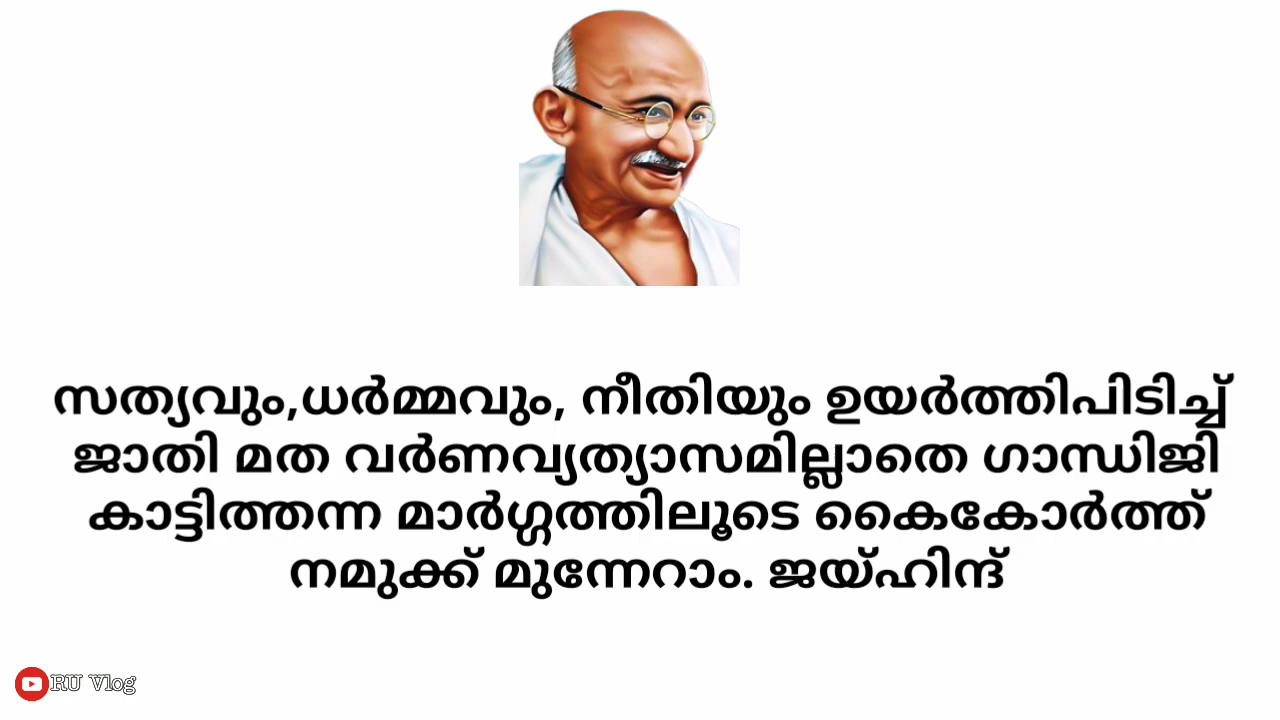 സത്യവും,ധർമ്മവും, നീതിയും ഉയർത്തിപിടിച്ച്
ജാതി മത വർണവ്യത്യാസമില്ലാതെ ഗാന്ധിജി
കാട്ടിത്തന്ന മാർഗ്ഗത്തിലൂടെ കൈകോർത്ത്
നമുക്ക് മുന്നേറാം. ജയ്ഹിന്ദ്
RU Vlog